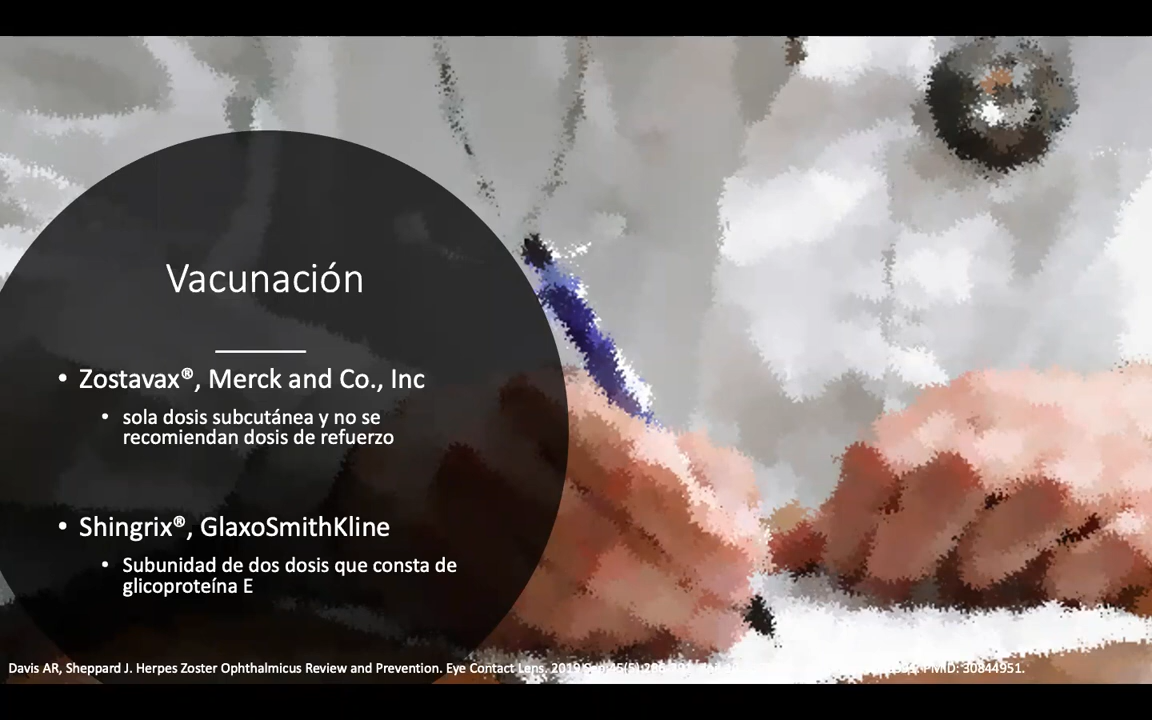 Vacunación
• Zostavax®, Merck and Co., Inc
• sola dosis subcutánea y no se
recomiendan dosis de refuerzo
• Shingrix®, GlaxoSmithKline
• Subunidad de dos dosis que consta de
glicoproteína E
Davis AR, Sheppard J. Herpes Zoster Ophthalmicus Review and Prevention. Eye Contact Lens. 2019 PMID: 30844951.